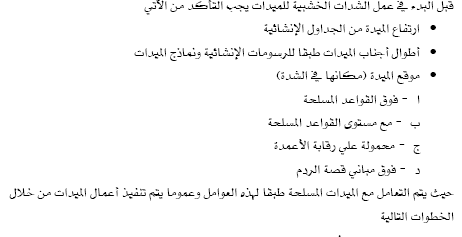 قبل البدء في عمل الشدات الخشبية للميدات يجب التأكد من الآتي
• ارتفاع الميدة من الجداول الإنشائية
• أطوال أجناب الميدات طبقا للرسومات الإنشائية ونماذج الميدات
• موقع الميدة (مكانها في الشدة)
ا - فوق القواعد المسلحة
ب - مع مستوى القواعد المسلحة
ج - محمولة علي رقابة الأعمدة
د - فوق مباني قصة الردم
حيث يتم التعامل مع الميدات المسلحة طبقا لهذه العوامل وعموما يتم تنفيذ أعمال الميدات من خلال
الخطوات التالية